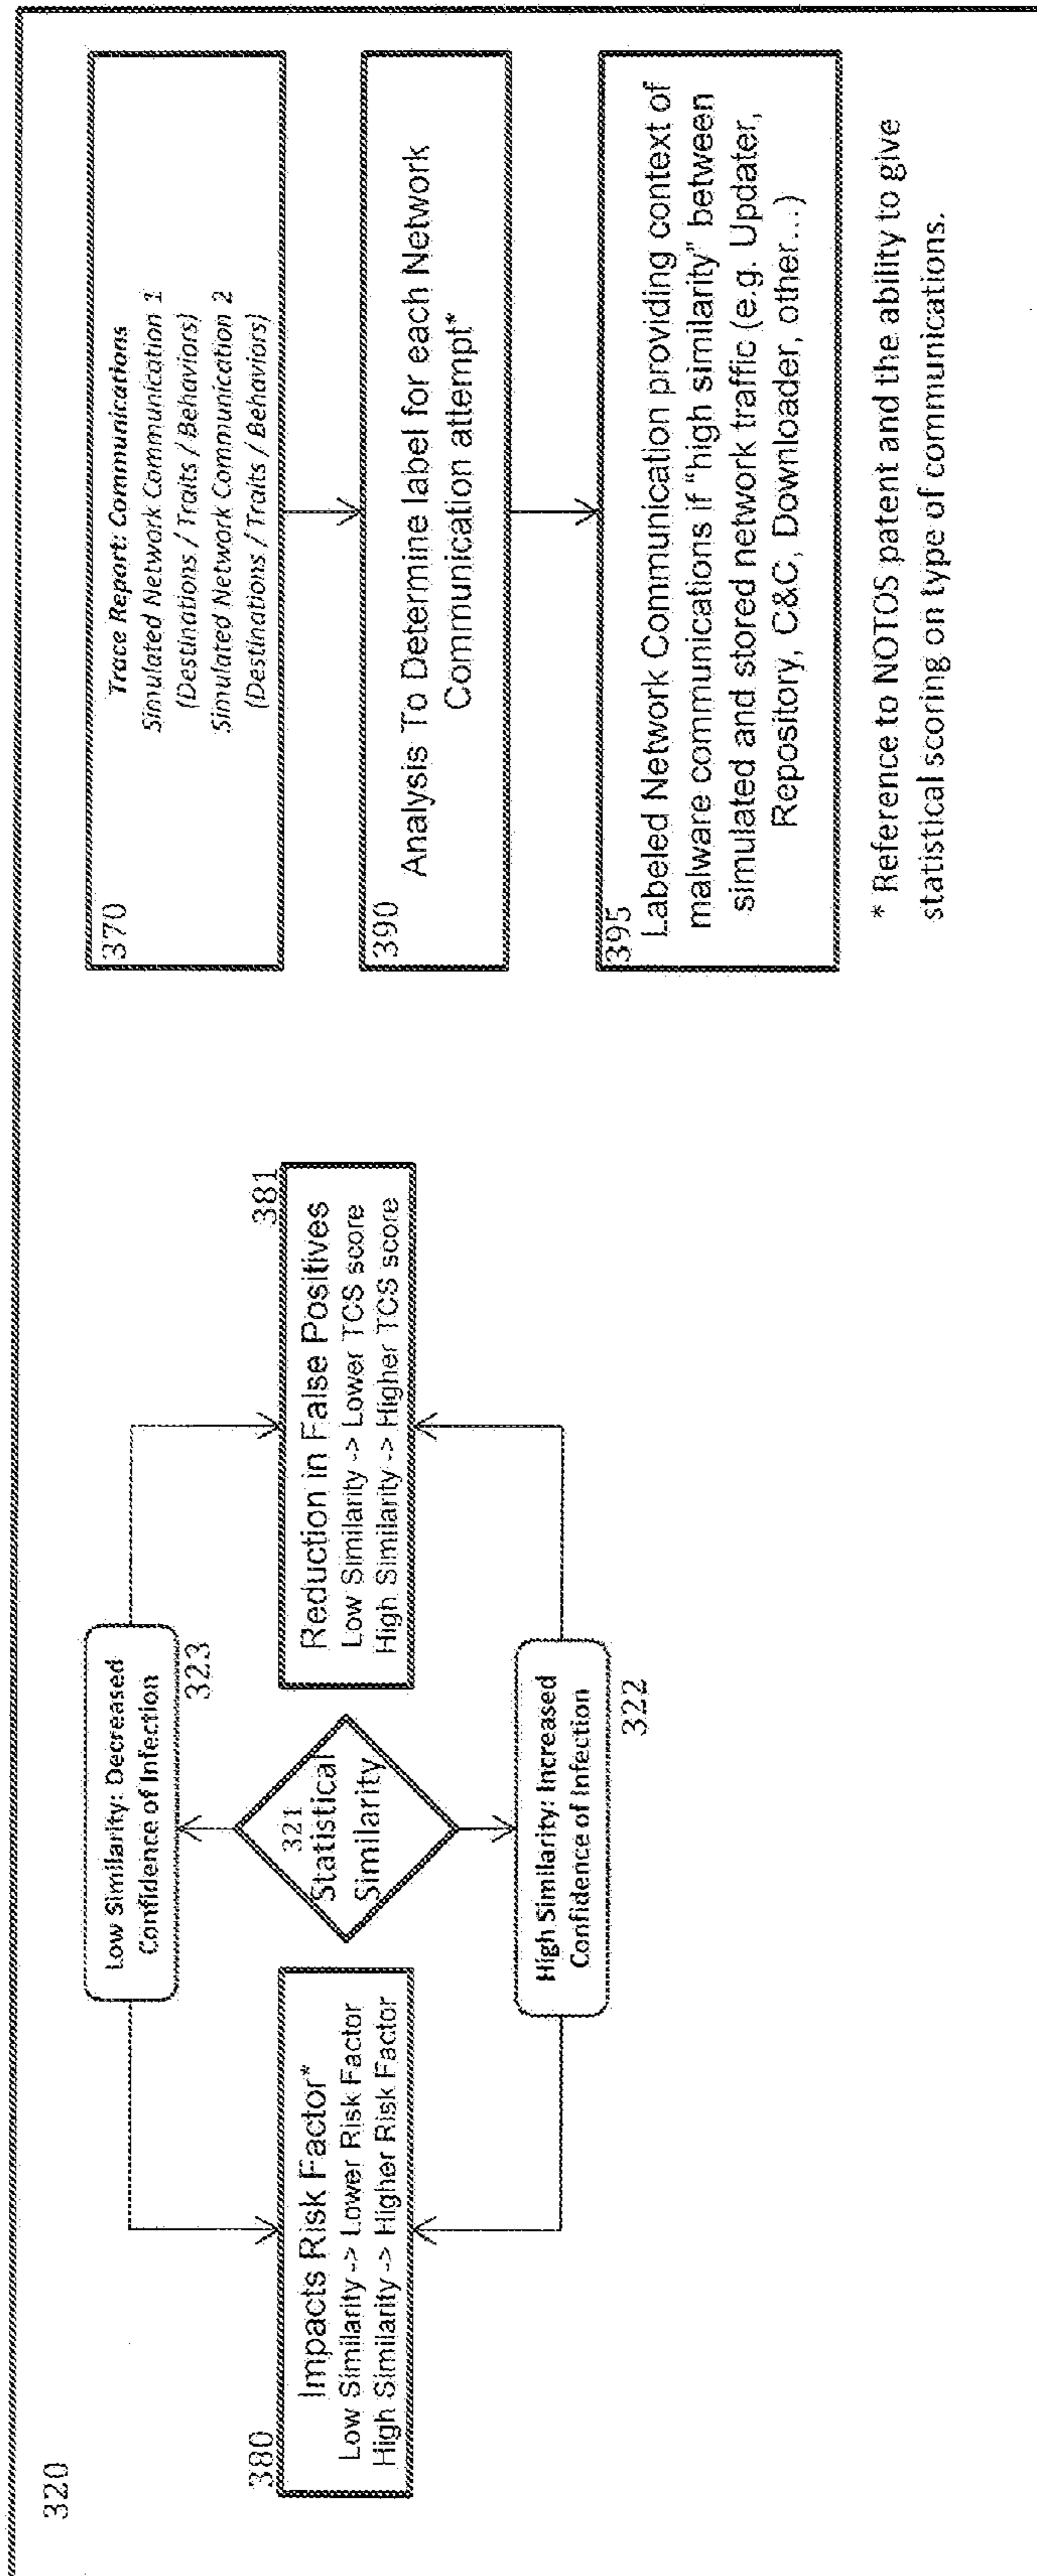 320
Low Similarity: Decreased
Confidence of Infection
323
380
Impacts Risk Factor*
Low Similarity -> Lower Risk Factor
High Similarity -> Higher Risk Factor
321
Statistical
Similarity
381
Reduction in False Positives
Low Similarity -> Lower TCS score
High Similarity -> Higher TCS score
High Similarity: Increased
Confidence of Infection
322
370
Trace Report: Communications
Simulated Network Communication 1
(Destinations / Traits / Behaviors)
Simulated Network Communication 2
(Destinations / Traits / Behaviors)
390
Analysis To Determine label for each Network
Communication attempt*
395
Labeled Network Communication providing context of
malware communications if "high similarity" between
simulated and stored network traffic (e.g. Updater,
Repository, C&C, Downloader, other...)
* Reference to NOTOS patent and the ability to give
statistical scoring on type of communications.